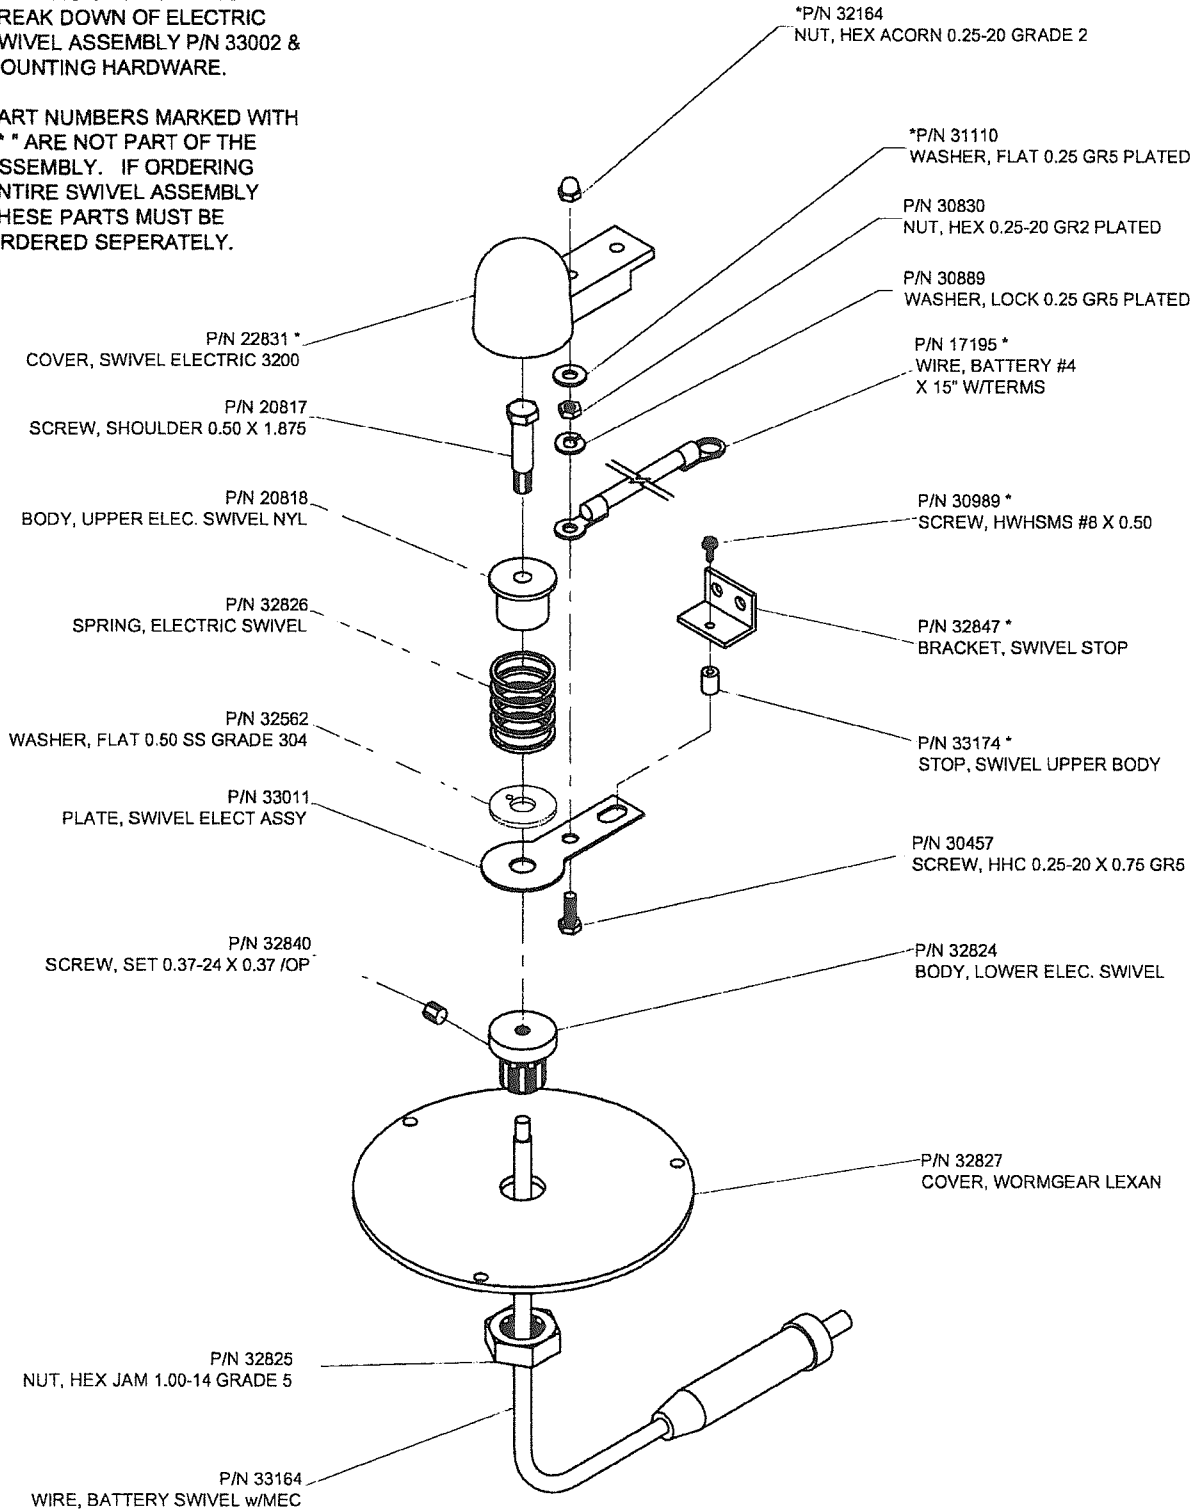 REAK DOWN OF ELECTRIC
WIVEL ASSEMBLY P/N 33002 &
OUNTING HARDWARE.
ART NUMBERS MARKED WITH
" * " ARE NOT PART OF THE
SSEMBLY. IF ORDERING
NTIRE SWIVEL ASSEMBLY
HESE PARTS MUST BE
RDERED SEPERATELY.
*P/N 32164
NUT, HEX ACORN 0.25-20 GRADE 2
*P/N 31110
WASHER, FLAT 0.25 GR5 PLATED
P/N 30830
NUT, HEX 0.25-20 GR2 PLATED
P/N 30889
WASHER, LOCK 0.25 GR5 PLATED
P/N 22831 *
COVER, SWIVEL ELECTRIC 3200
P/N 17195 *
WIRE, BATTERY #4
X 15" W/TERMS
P/N 20817
SCREW, SHOULDER 0.50 X 1.875
P/N 20818
BODY, UPPER ELEC. SWIVEL NYL
P/N 30989 *
SCREW, HWHSMS #8 X 0.50
P/N 32826
SPRING, ELECTRIC SWIVEL
P/N 32847 *
BRACKET, SWIVEL STOP
P/N 32562
WASHER, FLAT 0.50 SS GRADE 304
P/N 33174 *
STOP, SWIVEL UPPER BODY
P/N 33011
PLATE, SWIVEL ELECT ASSY
P/N 30457
SCREW, HHC 0.25-20 X 0.75 GR5
P/N 32840
SCREW, SET 0.37-24 X 0.37 /OP
P/N 32824
BODY, LOWER ELEC. SWIVEL
P/N 32827
COVER, WORMGEAR LEXAN
P/N 32825
NUT, HEX JAM 1.00-14 GRADE 5
P/N 33164
WIRE, BATTERY SWIVEL w/MEC